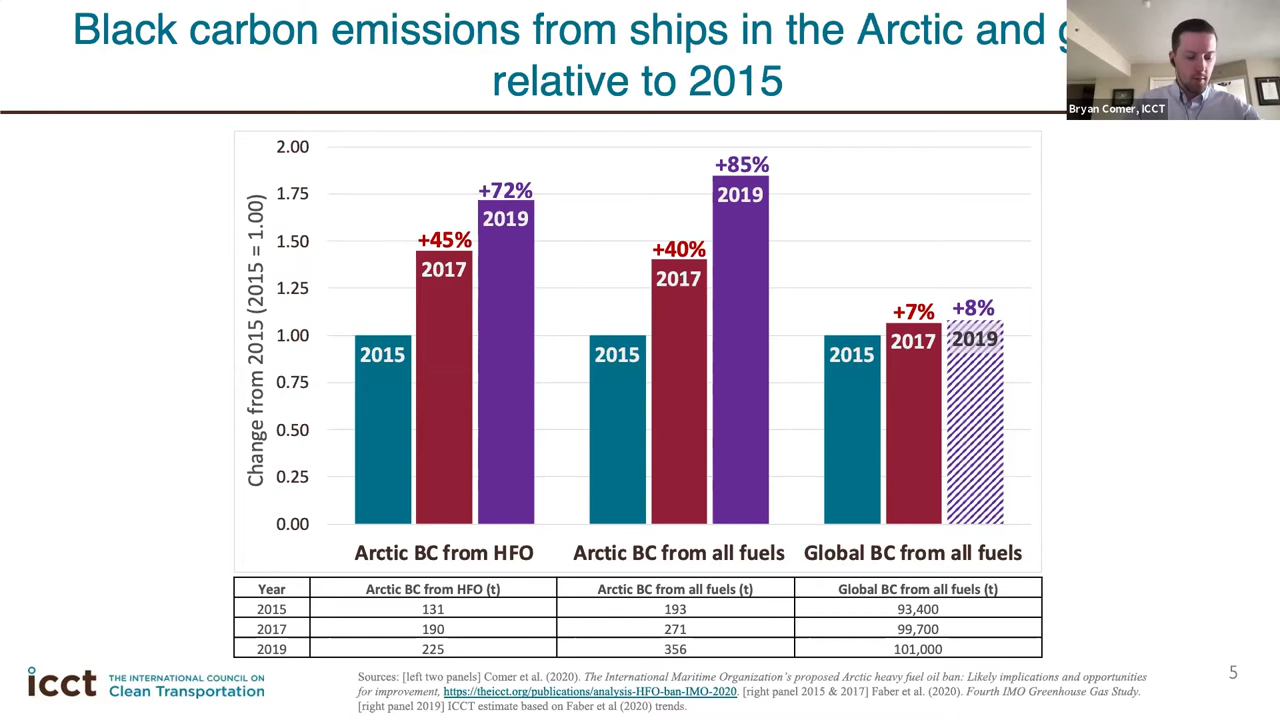 Black carbon emissions from ships in the Arctic and
relative to 2015
Bryan Comer, ICCT
Change from 2015 (2015 = 1.00)
2.00
1.75
1.50
1.25
1.00
0.75
0.50
0.25
0.00
+72%
+85%
2019
2019
+45%
+40%
2017
2017
+7%
+8%
2015
2015
2015
2017
2019
Arctic BC from HFO
Arctic BC from all fuels
Global BC from all fuels
Year Arctic BC from HFO (t) Arctic BC from all fuels (t) Global BC from all fuels (t)
2015 131 193 93,400
2017 190 271 99,700
2019 225 356 101,000
icct THE INTERNATIONAL COUNCIL ON
Clean Transportation
Sources: [left two panels] Comer et al. (2020). The International Maritime Organization's proposed Arctic heavy fuel oil ban: Likely implications and opportunities
for improvement, https://theicct.org/publications/analysis-HFO-ban-IMO-2020. [right panel 2015 & 2017] Faber et al. (2020). Fourth IMO Greenhouse Gas Study.
[right panel 2019] ICCT estimate based on Faber et al (2020) trends.
5